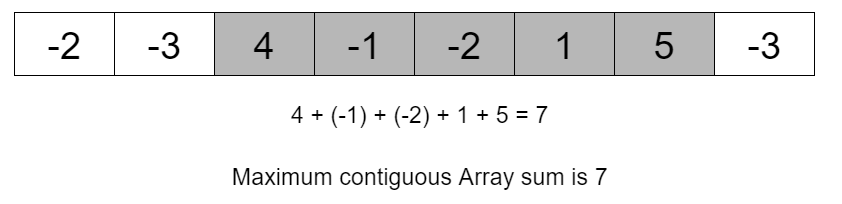 -2 -3 4 -1 -2 1 5 -3
4 + (-1) + (-2) + 1 + 5 = 7
Maximum contiguous Array sum is 7